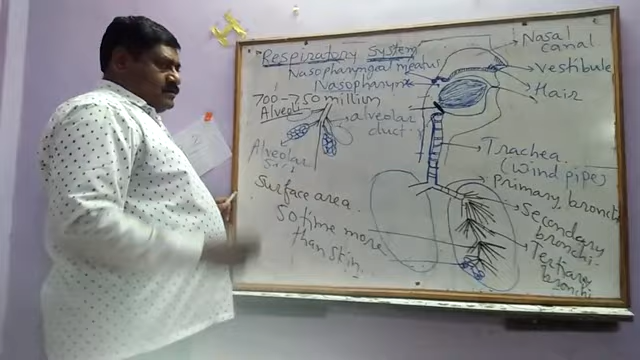 Respiratory System
Nasopharyngeal meatus
Nasopharynx
700-750 million
Alveoli
alveolar
duct
Alveolar
Surface area
50 time more
than skin
Nasal
canal
Vestibule
Hair
Trachea
(wind pipe)
primary bronchi
Secondary
bronchi
Tertiary
bronchi